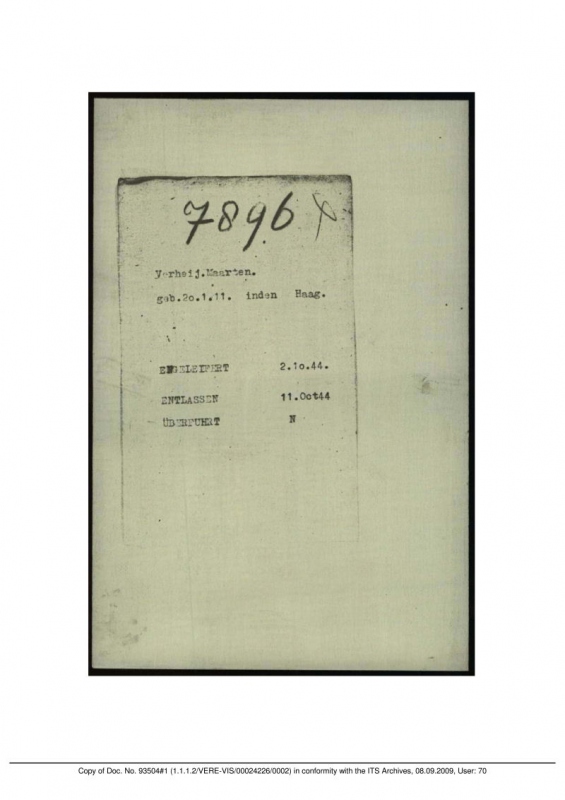 7896
Verheij.Maarten.
geb.2o.1.11. inden Haag.
ENGELEIFERT 2.1o.44.
ENTLASSEN 11.Oct44
ÜBERFUHRT N
Copy of Doc. No. 93504#1 (1.1.1.2/VERE-VIS/00024226/0002) in conformity with the ITS Archives, 08.09.2009, User: 70